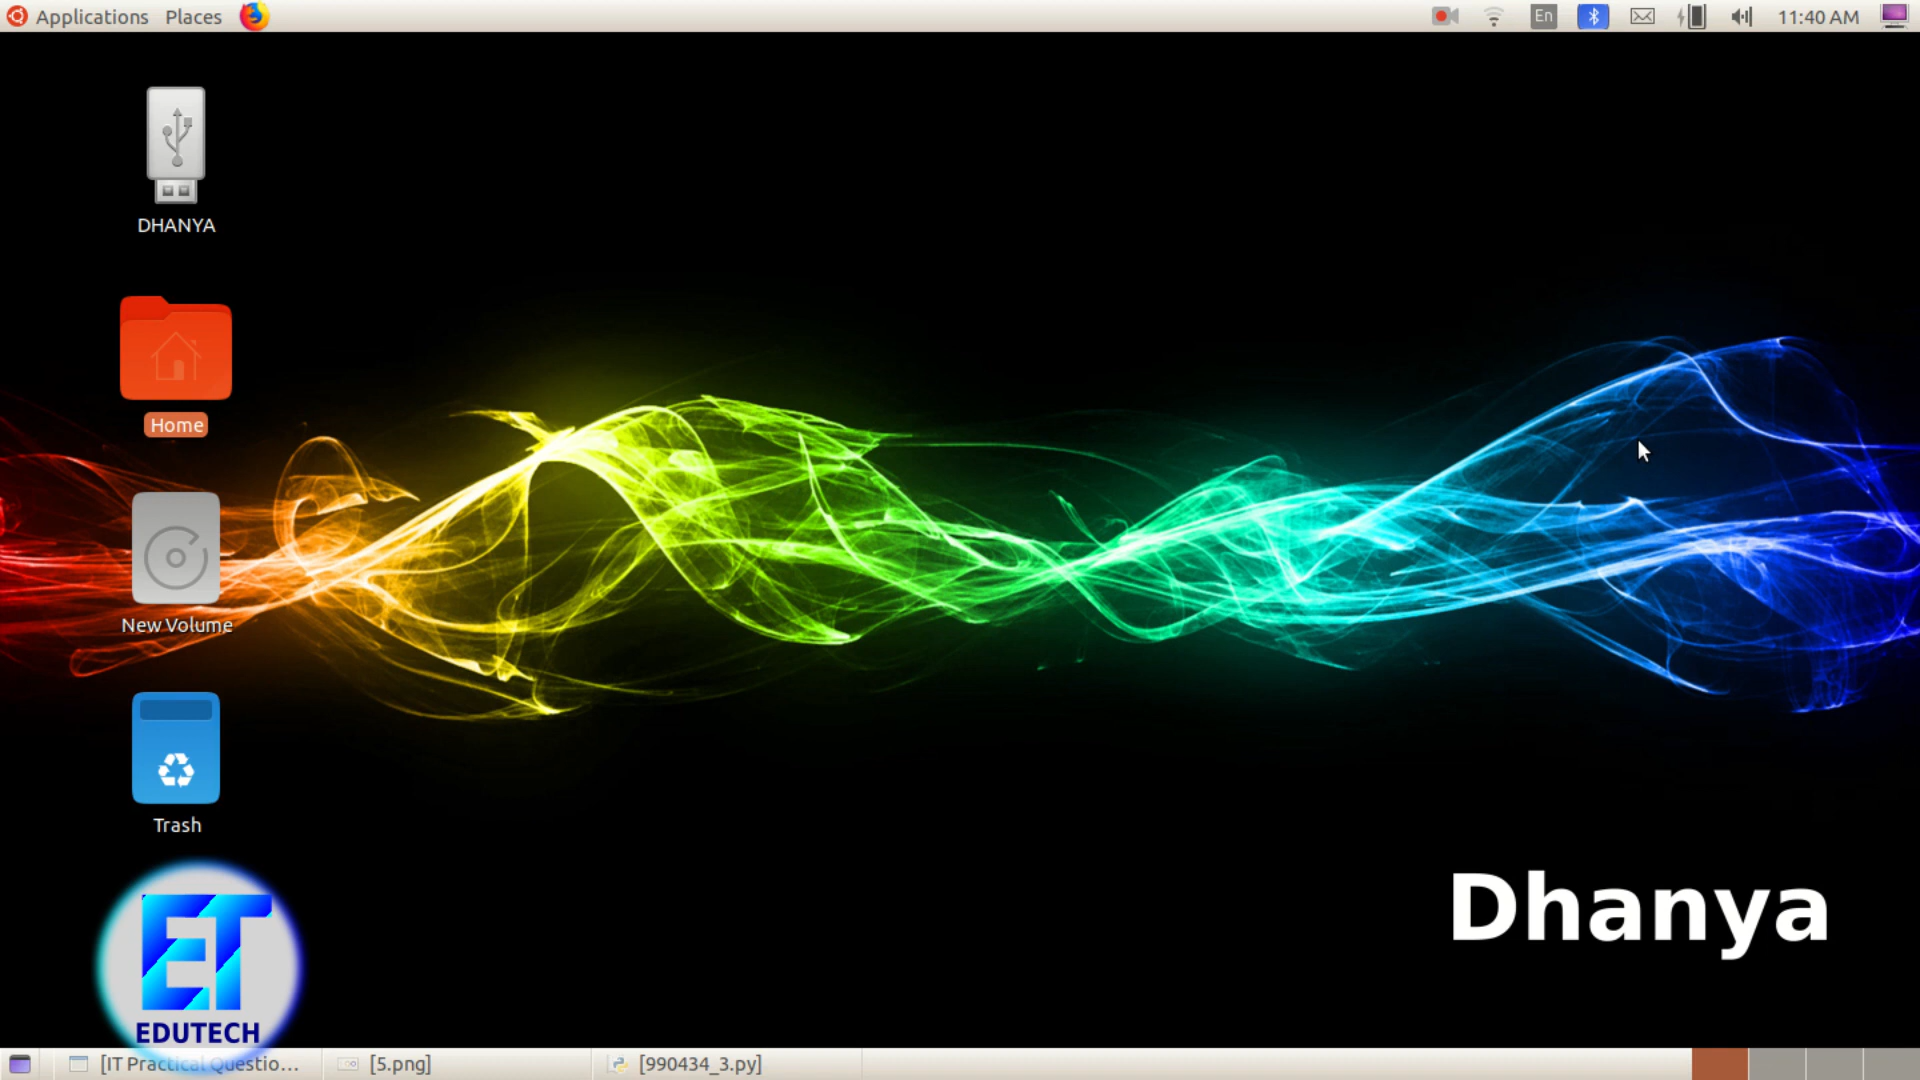 Applications Places En 11:40 AM
DHANYA
Home
New Volume
Trash
Dhanya
ET
EDUTECH
[IT Practical Questio... [5.png] [990434_3.py]